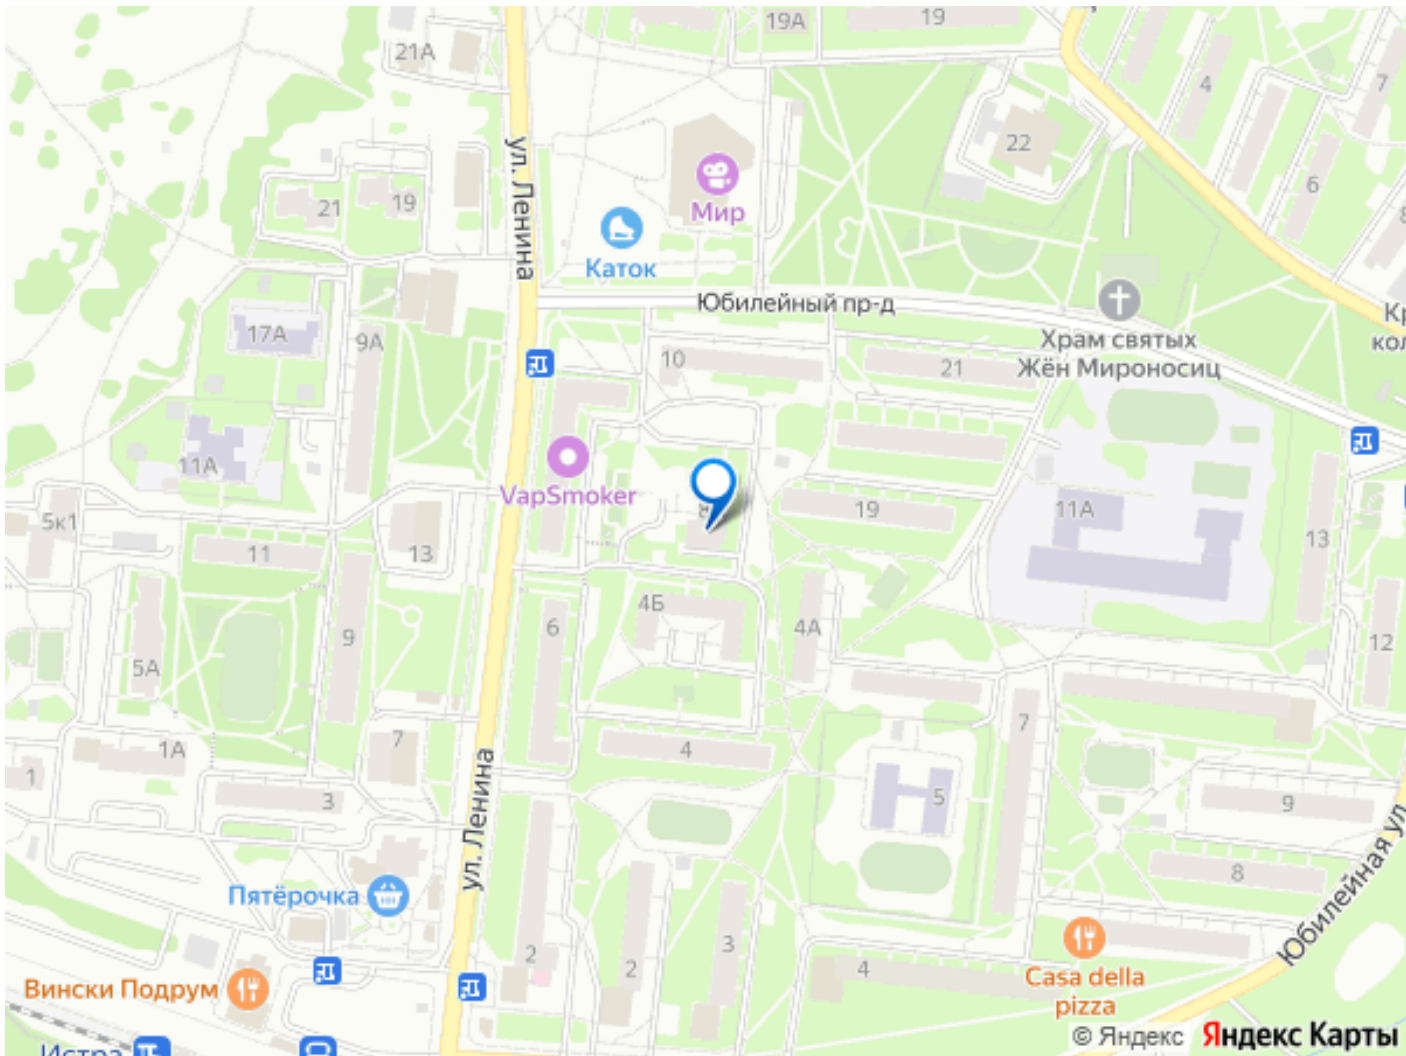 19А
19
21А
4
7
22
6
ул. Ленина
Мир
21
19
Каток
Юбилейный пр-д
Храм святых
Жён Мироносиц
17А
9А
10
21
11А
VapSmoker
19
11А
5к1
11
13
13
4Б
6
4А
9
12
5А
7
1А
7
4
1
3
5
9
ул. Ленина
8
Пятёрочка
Юбилейная ул.
2
2
3
4
Вински Подрум
Casa della
pizza
Истра
© Яндекс Яндекс Карты